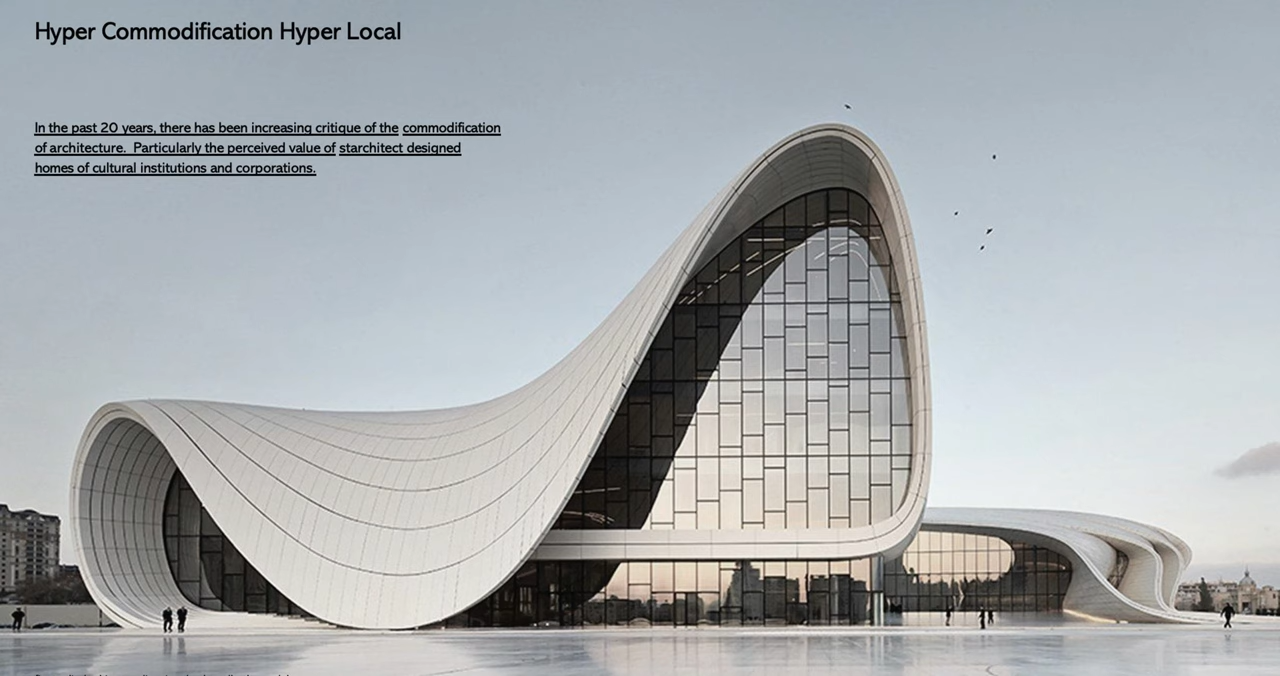 Hyper Commodification Hyper Local
In the past 20 years, there has been increasing critique of the commodification
of architecture.  Particularly the perceived value of starchitect designed
homes of cultural institutions and corporations.